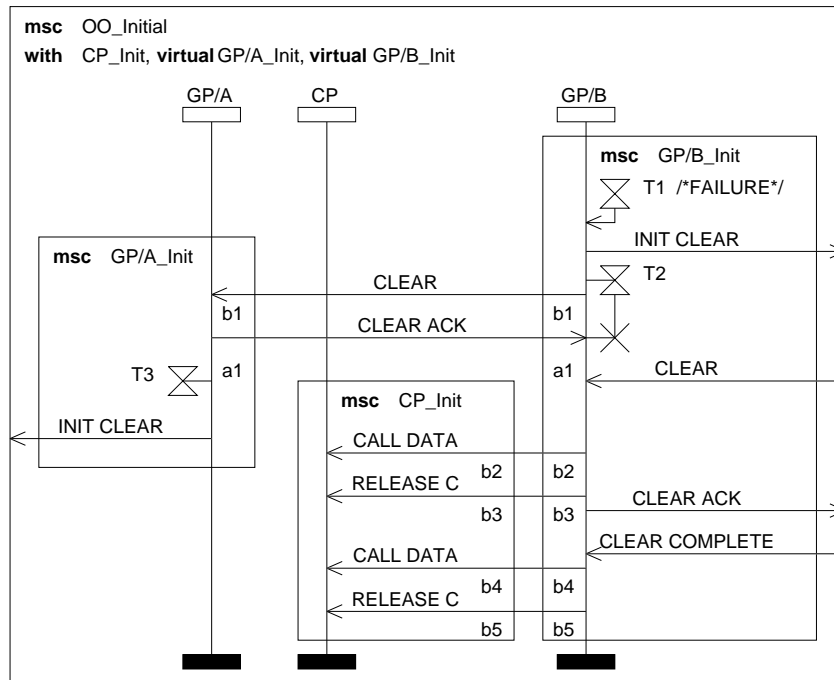 msc OO_Initial
with CP_Init, virtual GP/A_Init, virtual GP/B_Init
GP/A CP GP/B
msc GP/B_Init
T1 /*FAILURE*/
INIT CLEAR
msc GP/A_Init
T2
CLEAR
b1 b1
CLEAR ACK
T3 a1 a1 CLEAR
msc CP_Init
INIT CLEAR
CALL DATA
b2 b2
RELEASE C CLEAR ACK
b3 b3
CLEAR COMPLETE
CALL DATA
b4 b4
RELEASE C
b5 b5